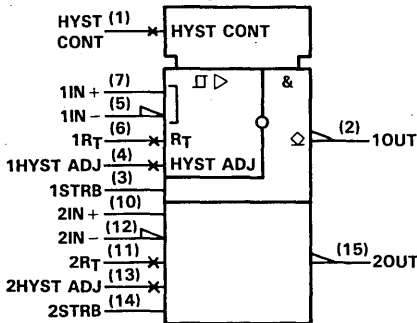 HYST CONT (1) HYST CONT
1IN + (7) &
1IN − (5)
1RT (6) RT (2) 1OUT
1HYST ADJ (4) HYST ADJ
1STRB (3)
2IN + (10)
2IN − (12)
2RT (11) (15) 2OUT
2HYST ADJ (13)
2STRB (14)